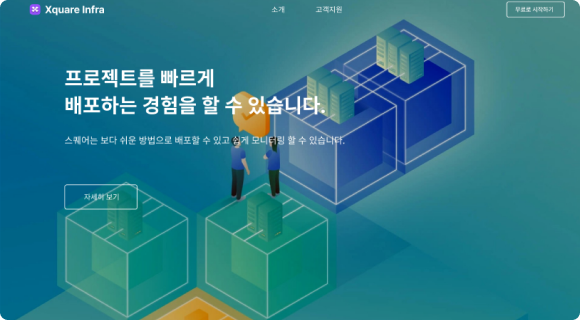 Xquare Infra
소개
고객지원
무료로 시작하기
프로젝트를 빠르게
배포하는 경험을 할 수 있습니다.
스퀘어는 보다 쉬운 방법으로 배포할 수 있고 쉽게 모니터링 할 수 있습니다.
자세히 보기